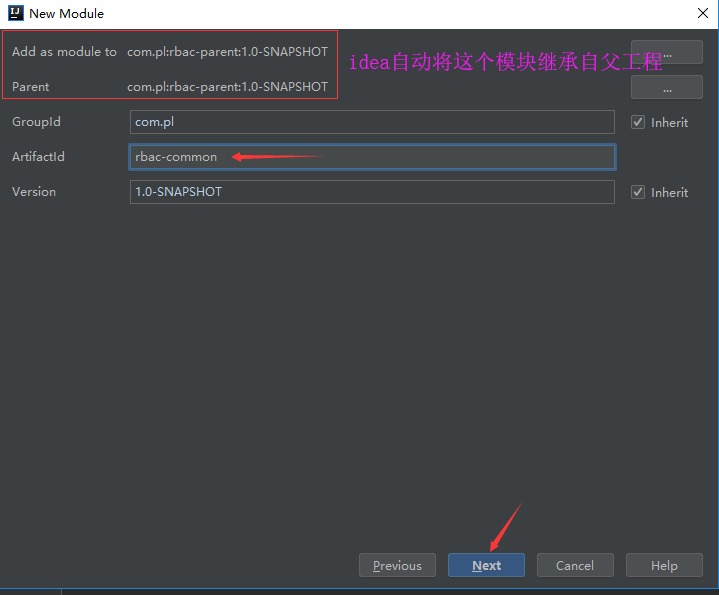 New Module
Add as module to com.pl:rbac-parent:1.0-SNAPSHOT ...
idea自动将这个模块继承自父工程
Parent com.pl:rbac-parent:1.0-SNAPSHOT ...
GroupId com.pl Inherit
ArtifactId rbac-common
Version 1.0-SNAPSHOT Inherit
Previous Next Cancel Help